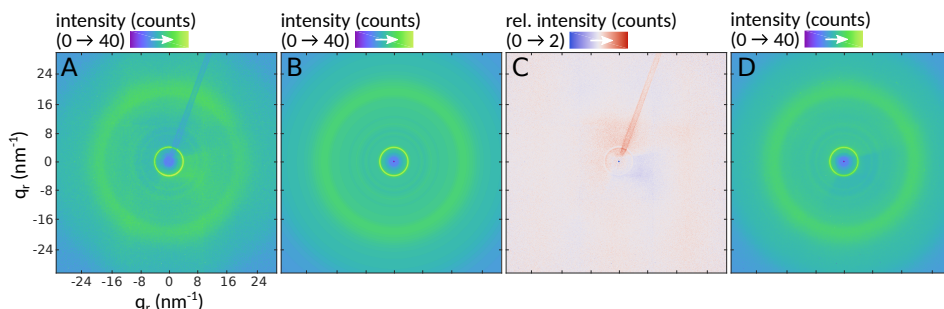 intensity (counts)
(0 → 40)
intensity (counts)
(0 → 40)
rel. intensity (counts)
(0 → 2)
intensity (counts)
(0 → 40)
A
B
C
D
24
16
8
0
-8
-16
-24
qr (nm-1)
-24 -16 -8 0 8 16 24
qr (nm-1)